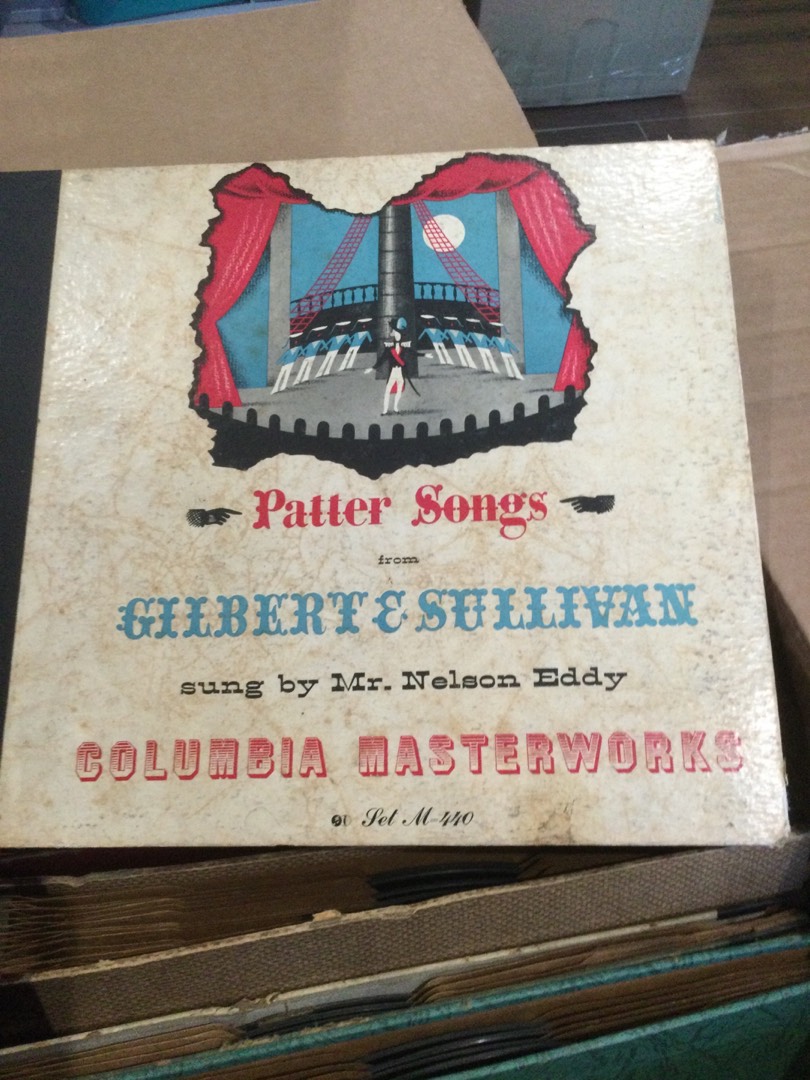 Patter Songs
from
GILBERT & SULLIVAN
sung by Mr. Nelson Eddy
COLUMBIA MASTERWORKS
Set M-440